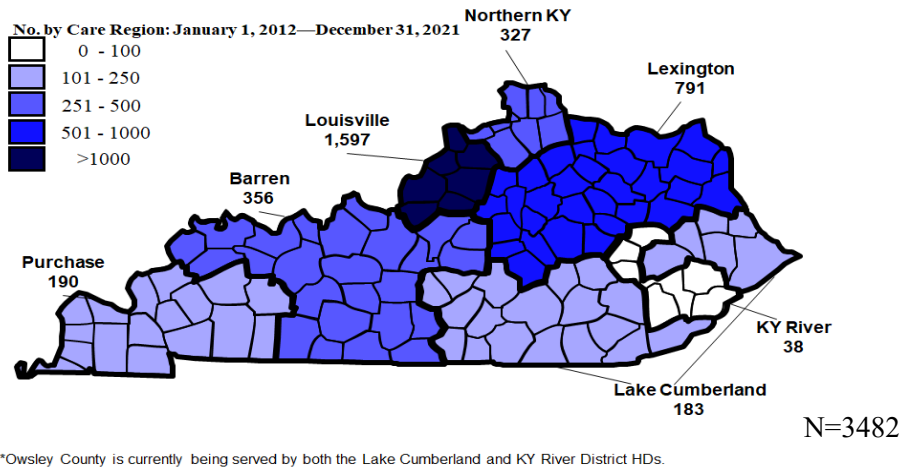 Northern KY
327
No. by Care Region: January 1, 2012—December 31, 2021
0 - 100
101 - 250
251 - 500
501 - 1000
>1000
Lexington
791
Louisville
1,597
Barren
356
Purchase
190
KY River
38
Lake Cumberland
183
N=3482
*Owsley County is currently being served by both the Lake Cumberland and KY River District HDs.